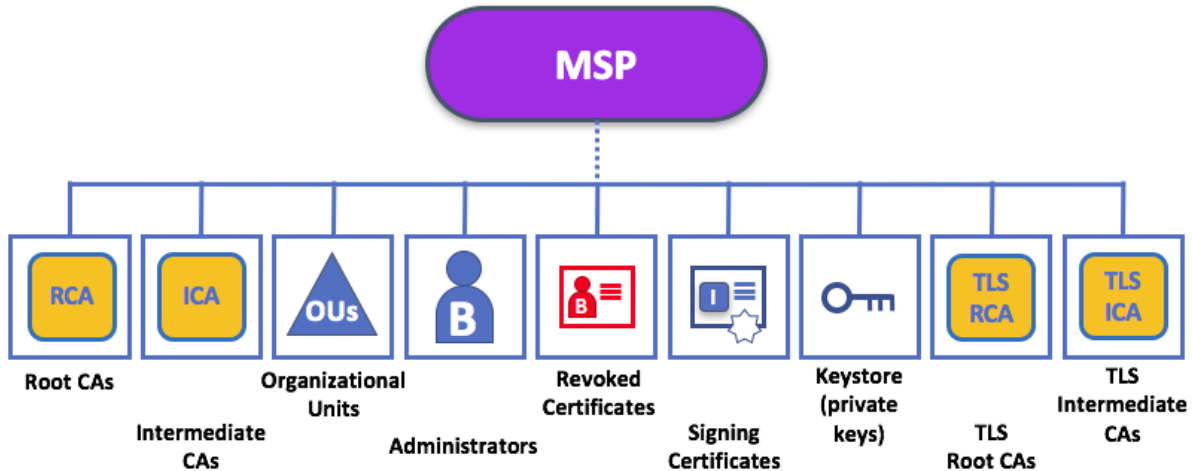 MSP
RCA
ICA
OUs
B
B
I
TLS
RCA
TLS
ICA
Root CAs
Intermediate
CAs
Organizational
Units
Administrators
Revoked
Certificates
Signing
Certificates
Keystore
(private
keys)
TLS
Root CAs
TLS
Intermediate
CAs